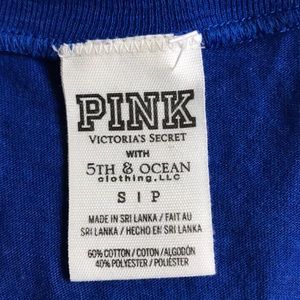 PINK
VICTORIA'S SECRET
WITH
5TH & OCEAN
clothing, LLC
S | P
MADE IN SRI LANKA / FAIT AU
SRI LANKA / HECHO EN SRI LANKA
60% COTTON / COTON / ALGODÓN
40% POLYESTER / POLIÉSTER